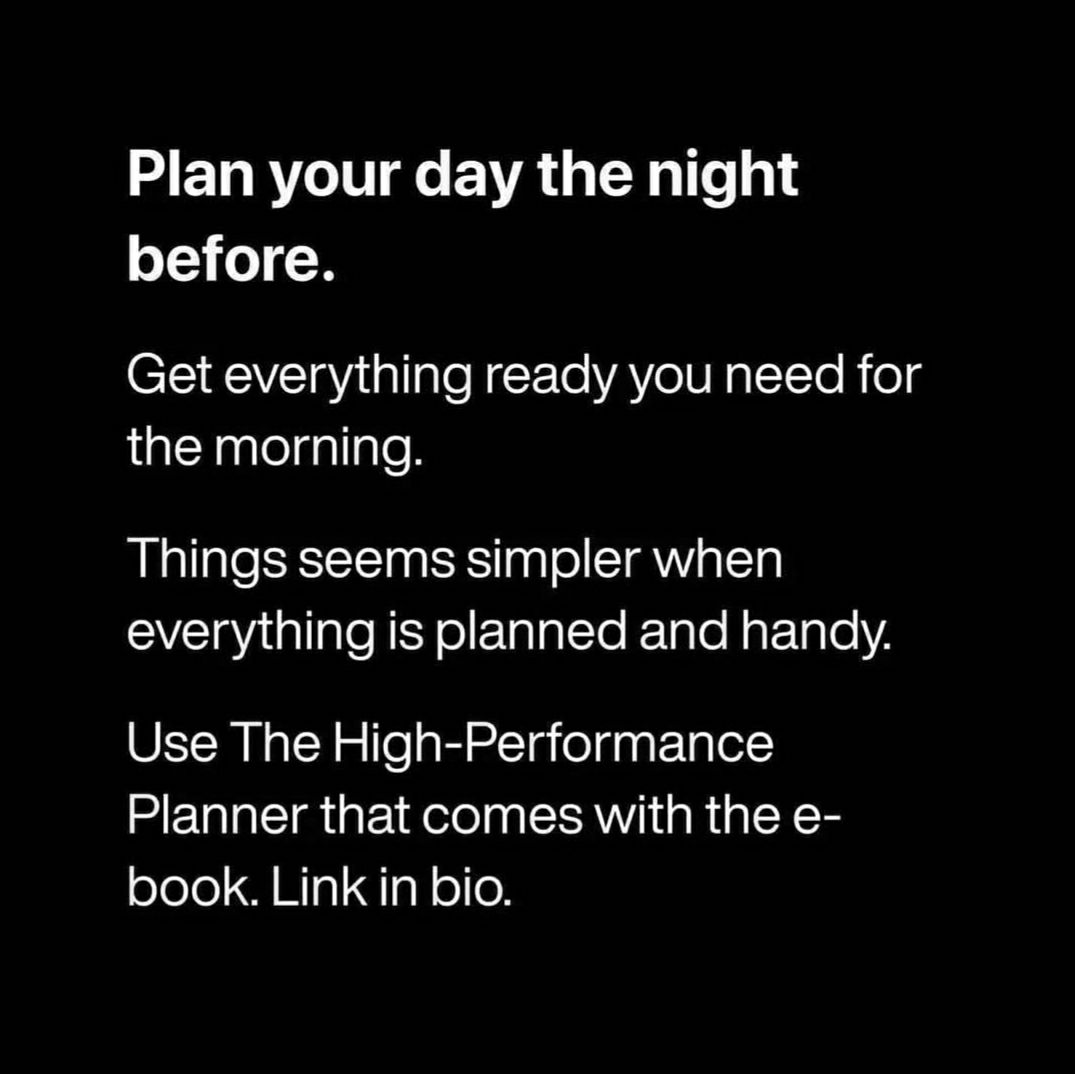 Plan your day the night
before.
Get everything ready you need for
the morning.
Things seems simpler when
everything is planned and handy.
Use The High-Performance
Planner that comes with the e-
book. Link in bio.